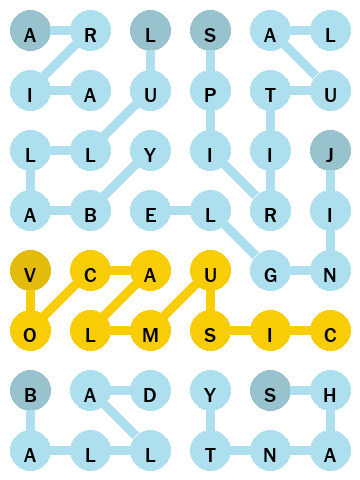 A R L S A L
I A U P T U
L L Y I I J
A B E L R I
V C A U G N
O L M S I C
B A D Y S H
A L L T N A